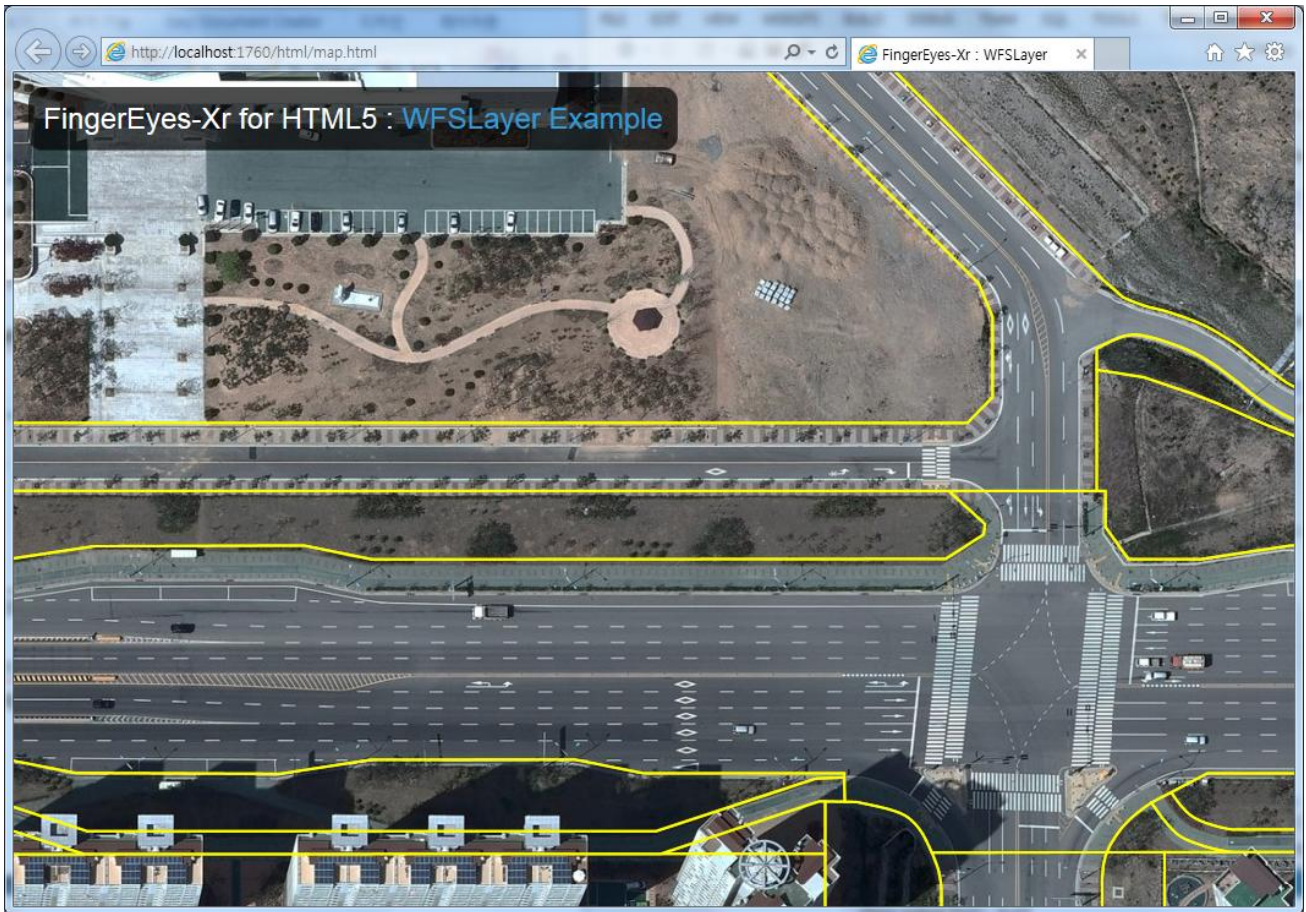 http://localhost:1760/html/map.html
FingerEyes-Xr : WFSLayer
FingerEyes-Xr for HTML5 : WFSLayer Example